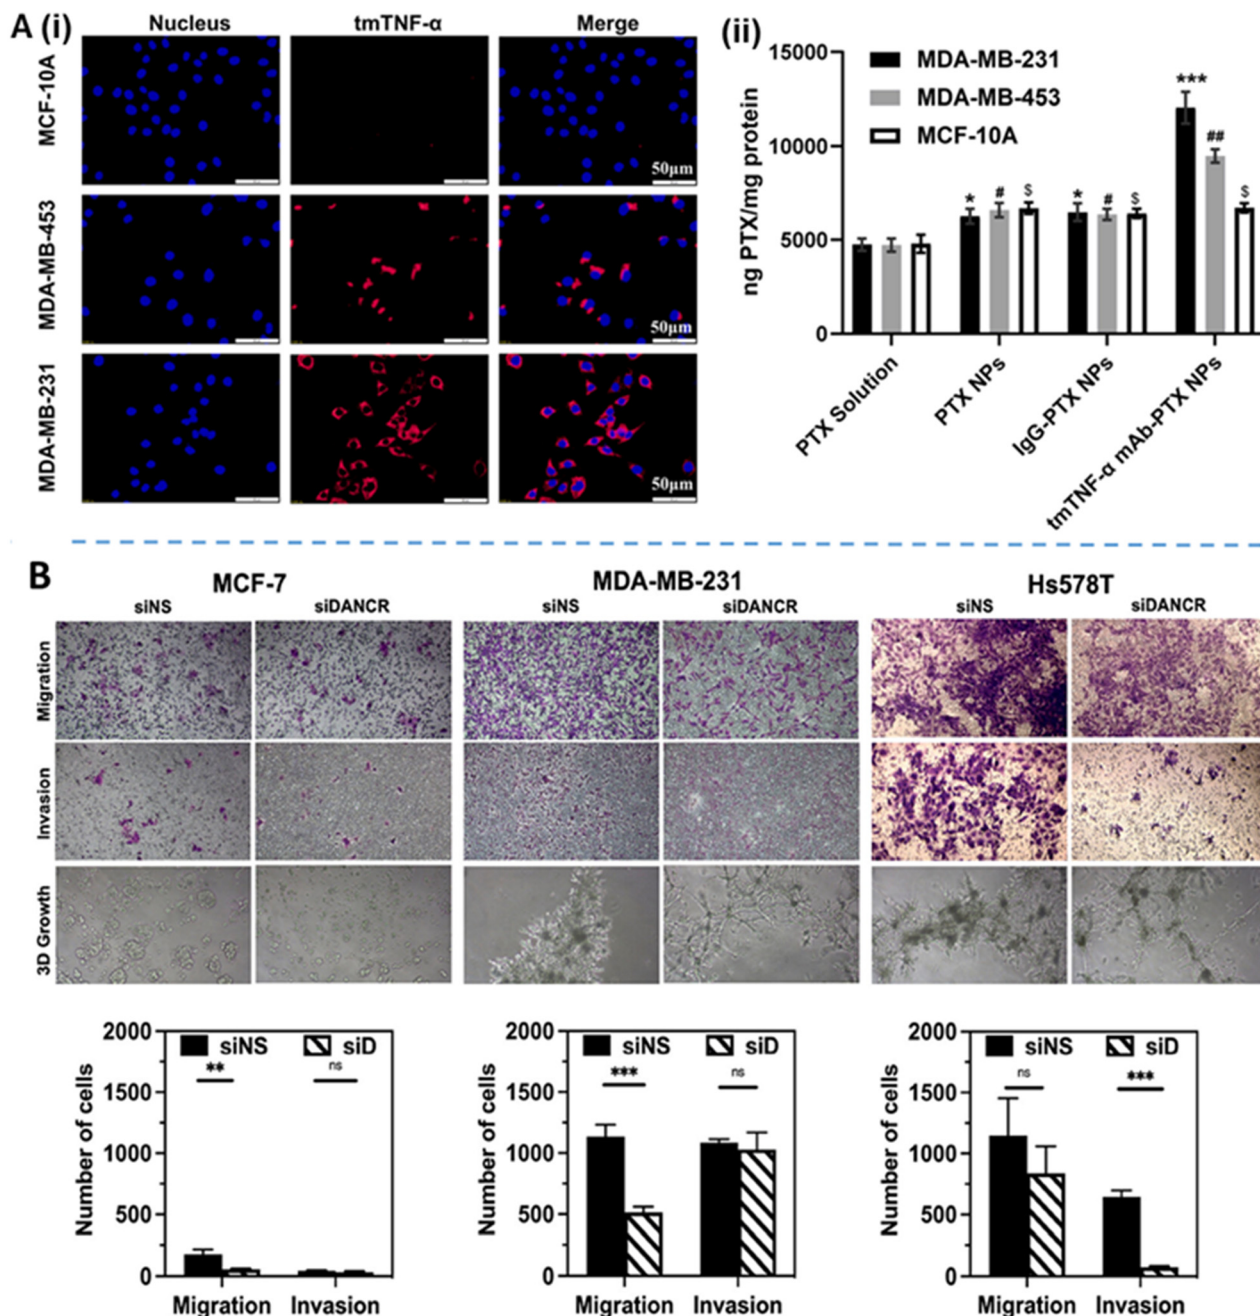 A (i)
Nucleus tmTNF-α Merge
MCF-10A
50μm
MDA-MB-453
50μm
MDA-MB-231
50μm
(ii)
ng PTX/mg protein
15000
10000
5000
0
MDA-MB-231
MDA-MB-453
MCF-10A
* # $
* # $
*** ## $
PTX Solution
PTX NPs
IgG-PTX NPs
tmTNF-α mAb-PTX NPs
B
MCF-7 MDA-MB-231 Hs578T
siNS siDANCR siNS siDANCR siNS siDANCR
Migration
Invasion
3D Growth
Number of cells
2000
1500
1000
500
0
siNS siD
** ns
Migration Invasion
Number of cells
2000
1500
1000
500
0
siNS siD
*** ns
Migration Invasion
Number of cells
2000
1500
1000
500
0
siNS siD
ns ***
Migration Invasion